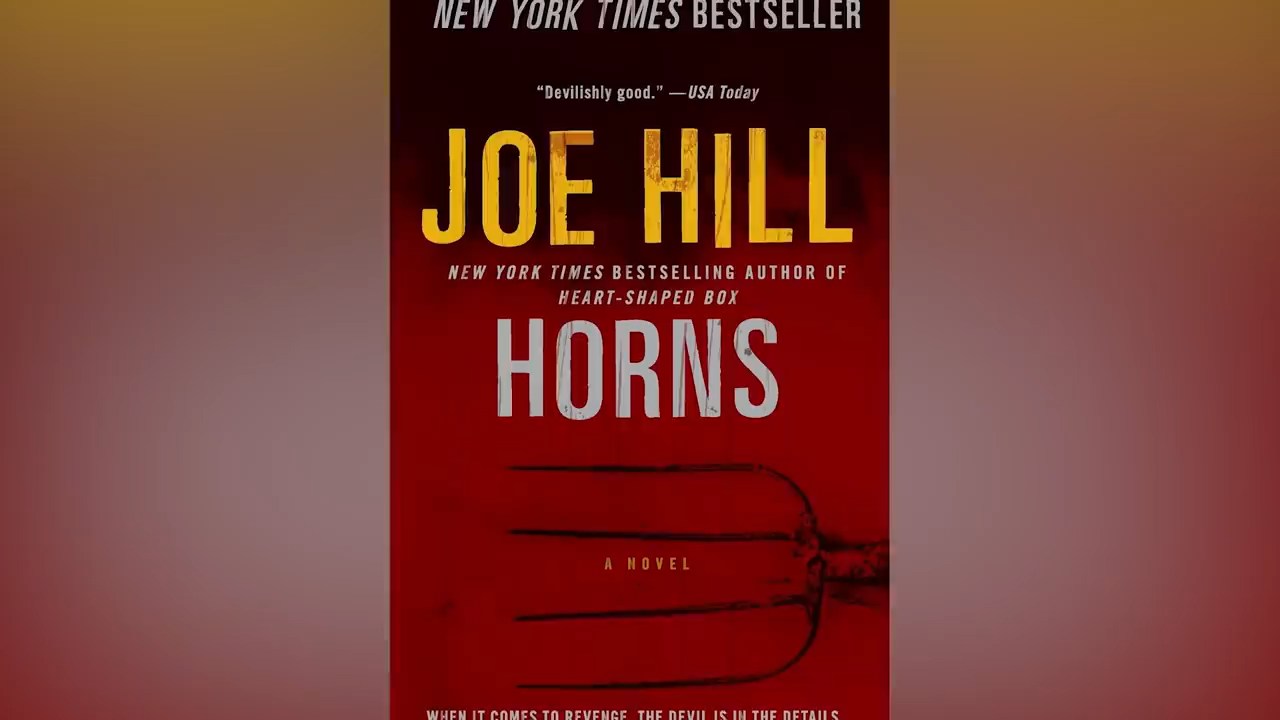 NEW YORK TIMES BESTSELLER
“Devilishly good.” —USA Today
JOE HILL
NEW YORK TIMES BESTSELLING AUTHOR OF
HEART-SHAPED BOX
HORNS
A NOVEL
WHEN IT COMES TO REVENGE, THE DEVIL IS IN THE DETAILS